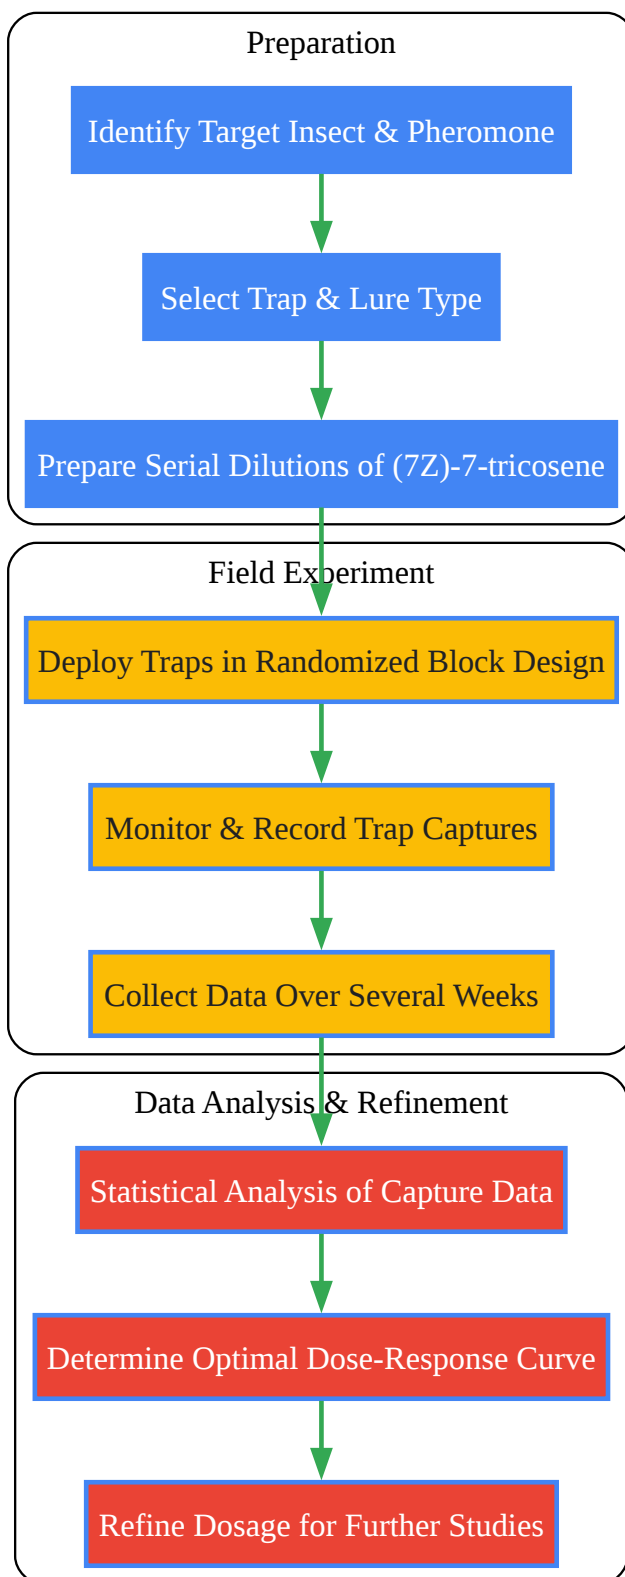 Preparation
Identify Target Insect & Pheromone
Select Trap & Lure Type
Prepare Serial Dilutions of (7Z)-7-tricosene
Field Experiment
Deploy Traps in Randomized Block Design
Monitor & Record Trap Captures
Collect Data Over Several Weeks
Data Analysis & Refinement
Statistical Analysis of Capture Data
Determine Optimal Dose-Response Curve
Refine Dosage for Further Studies